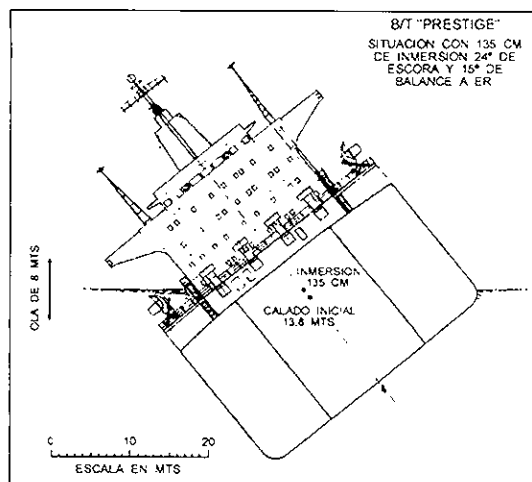 B/T "PRESTIGE"
SITUACION CON 135 CM
DE INMERSION 24° DE
ESCORA Y 15° DE
BALANCE A ER
INMERSION
135 CM
CALADO INICIAL
13.8 MTS
OLA DE 8 MTS
0 10 20
ESCALA EN MTS